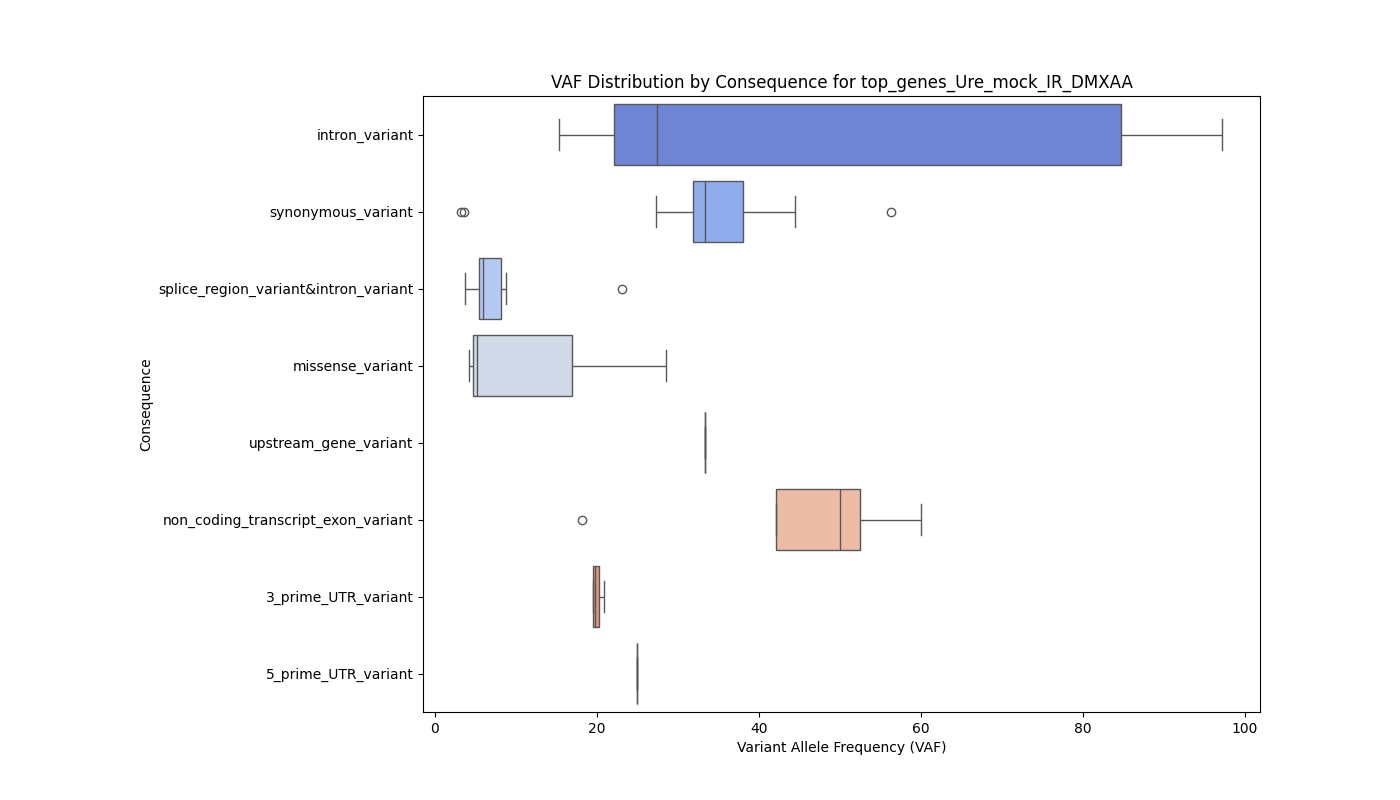 VAF Distribution by Consequence for top_genes_Ure_mock_IR_DMXAA
intron_variant
synonymous_variant
splice_region_variant&intron_variant
missense_variant
upstream_gene_variant
non_coding_transcript_exon_variant
3_prime_UTR_variant
5_prime_UTR_variant
Consequence
0 20 40 60 80 100
Variant Allele Frequency (VAF)